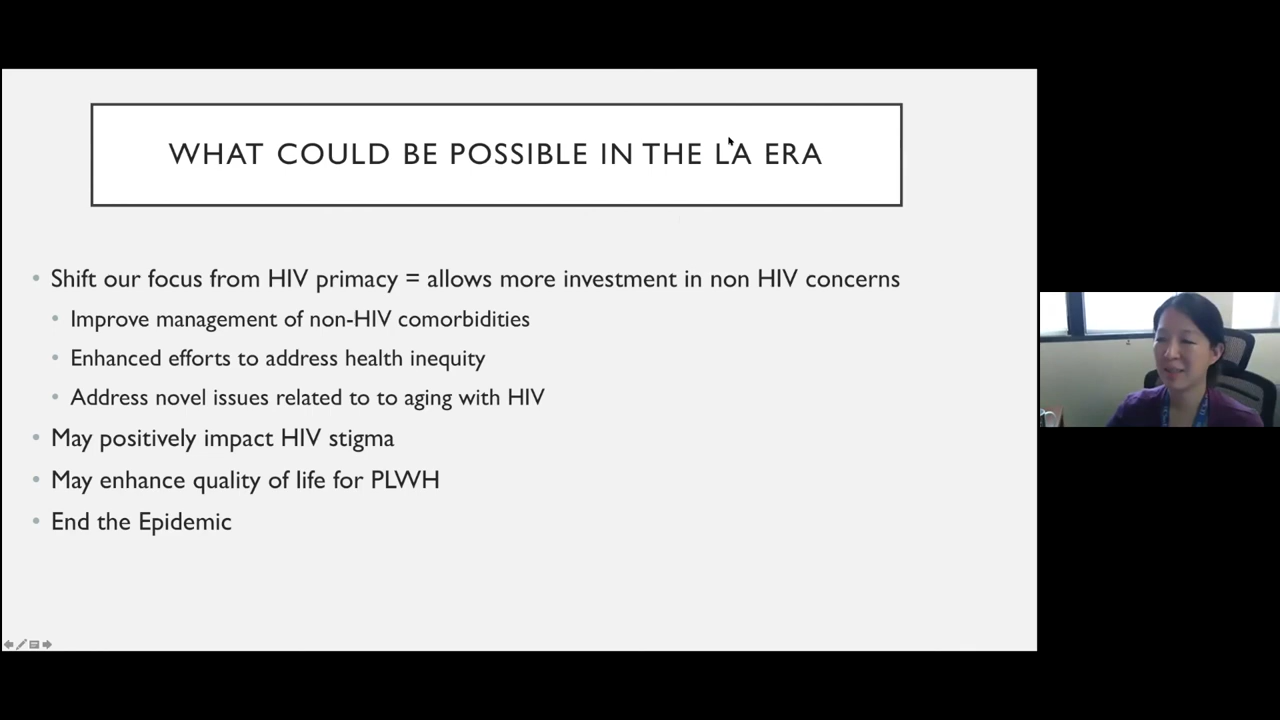 WHAT COULD BE POSSIBLE IN THE LA ERA
• Shift our focus from HIV primacy = allows more investment in non HIV concerns
• Improve management of non-HIV comorbidities
• Enhanced efforts to address health inequity
• Address novel issues related to to aging with HIV
• May positively impact HIV stigma
• May enhance quality of life for PLWH
• End the Epidemic